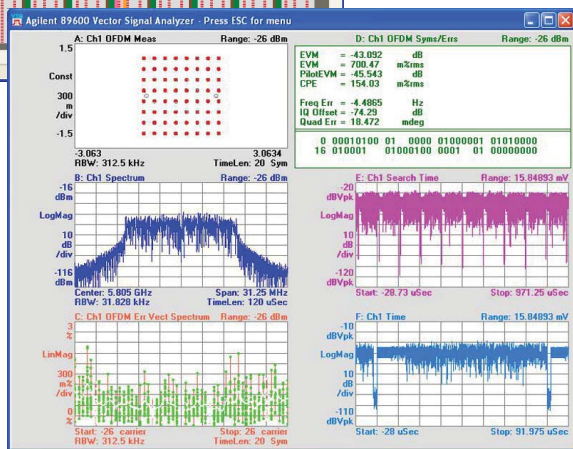 Agilent 89600 Vector Signal Analyzer - Press ESC for menu
A: Ch1 OFDM Meas Range: -26 dBm
1.5
Const
300
m
/div
-1.5
-3.063 3.0634
RBW: 312.5 kHz TimeLen: 20 Sym
D: Ch1 OFDM Syms/Errs Range: -26 dBm
EVM = -43.092 dB
EVM = 700.47 m%rms
PilotEVM = -45.543 dB
CPE = 154.03 m%rms
Freq Err = -4.4865 Hz
IQ Offset = -74.29 dB
Quad Err = 18.472 mdeg
0 00010100 01 0000 01000001 01010000
16 010001 01000100 0001 01 00000000
B: Ch1 Spectrum Range: -26 dBm
-16
dBm
LogMag
10
dB
/div
-116
dBm
Center: 5.805 GHz Span: 31.25 MHz
RBW: 31.828 kHz TimeLen: 120 uSec
E: Ch1 Search Time Range: 15.84893 mV
-20
dBVpk
LogMag
10
dB
/div
-120
dBVpk
Start: -28.73 uSec Stop: 971.25 uSec
C: Ch1 OFDM Err Vect Spectrum Range: -26 dBm
3
%
LinMag
300
m%
/div
0
%
Start: -26 carrier Stop: 26 carrier
RBW: 312.5 kHz TimeLen: 20 Sym
F: Ch1 Time Range: 15.84893 mV
-10
dBVpk
LogMag
10
dB
/div
-110
dBVpk
Start: -28 uSec Stop: 91.975 uSec